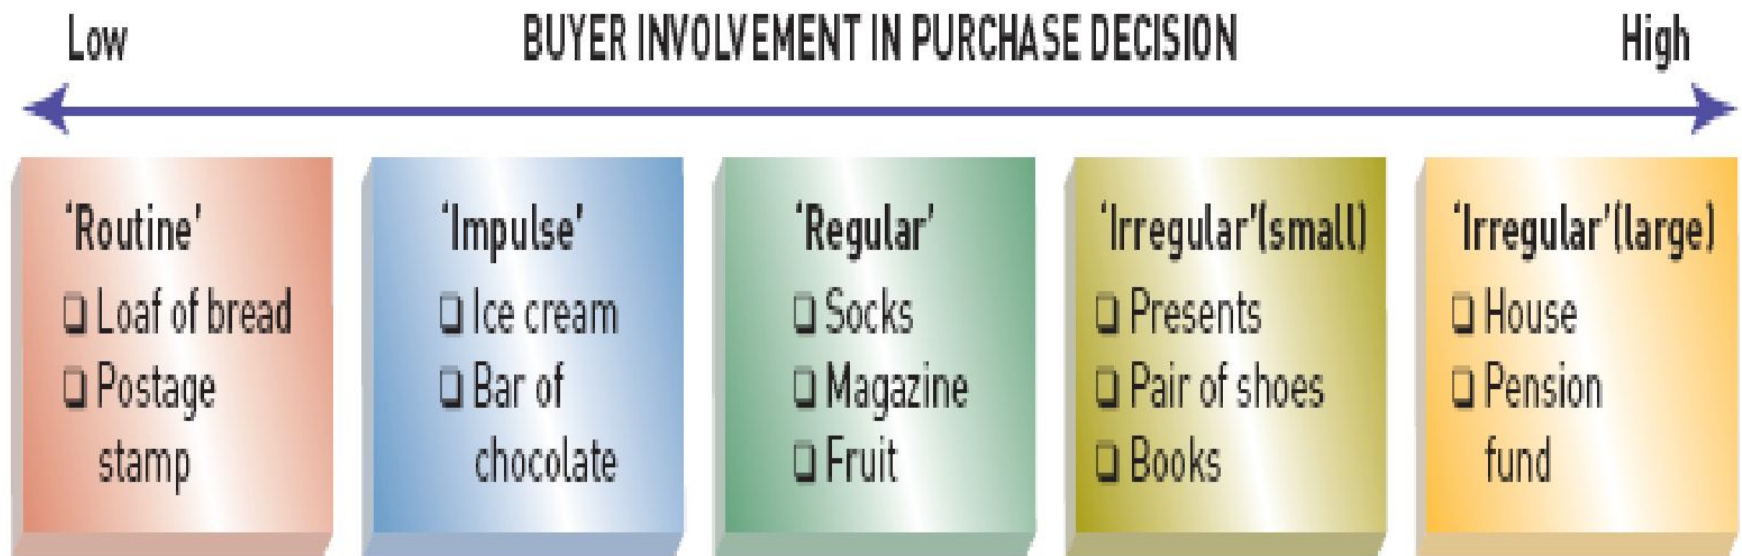 Low BUYER INVOLVEMENT IN PURCHASE DECISION High
‘Routine’
❑ Loaf of bread
❑ Postage
stamp
‘Impulse’
❑ Ice cream
❑ Bar of
chocolate
‘Regular’
❑ Socks
❑ Magazine
❑ Fruit
‘Irregular’(small)
❑ Presents
❑ Pair of shoes
❑ Books
‘Irregular’(large)
❑ House
❑ Pension
fund